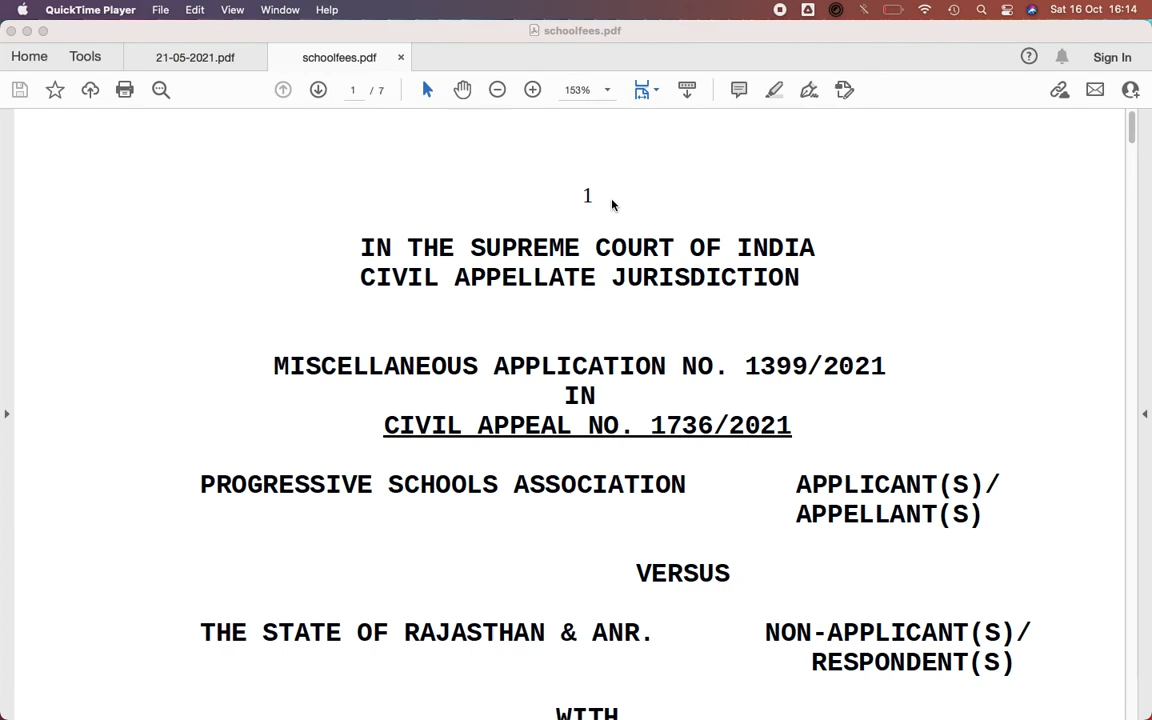 QuickTime Player File Edit View Window Help Sat 16 Oct 16:14
schoolfees.pdf
Home Tools 21-05-2021.pdf schoolfees.pdf × Sign In
1 / 7 153%
1
IN THE SUPREME COURT OF INDIA
CIVIL APPELLATE JURISDICTION
MISCELLANEOUS APPLICATION NO. 1399/2021
IN
CIVIL APPEAL NO. 1736/2021
PROGRESSIVE SCHOOLS ASSOCIATION APPLICANT(S)/
APPELLANT(S)
VERSUS
THE STATE OF RAJASTHAN & ANR. NON-APPLICANT(S)/
RESPONDENT(S)
WITH